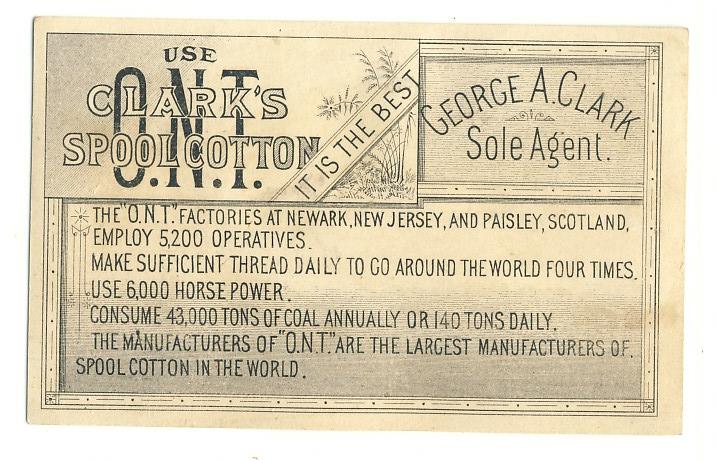 USE
O.N.T.
CLARK'S
SPOOL COTTON
IT IS THE BEST
GEORGE A. CLARK
Sole Agent.
THE "O.N.T." FACTORIES AT NEWARK, NEW JERSEY, AND PAISLEY, SCOTLAND,
EMPLOY 5,200 OPERATIVES.
MAKE SUFFICIENT THREAD DAILY TO GO AROUND THE WORLD FOUR TIMES.
USE 6,000 HORSE POWER.
CONSUME 43,000 TONS OF COAL ANNUALLY OR 140 TONS DAILY.
THE MANUFACTURERS OF "O.N.T." ARE THE LARGEST MANUFACTURERS OF
SPOOL COTTON IN THE WORLD.